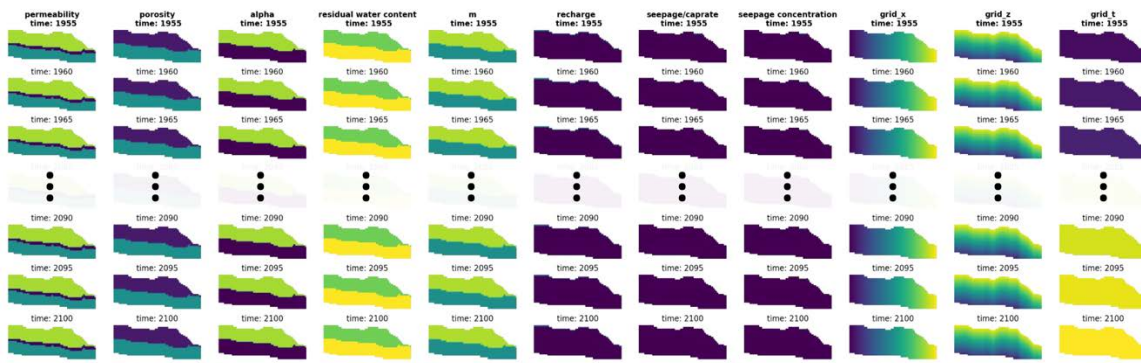 permeability porosity alpha residual water content m recharge seepage/caprate seepage concentration grid_x grid_z grid_t
time: 1955 time: 1955 time: 1955 time: 1955 time: 1955 time: 1955 time: 1955 time: 1955 time: 1955 time: 1955 time: 1955
time: 1960 time: 1960 time: 1960 time: 1960 time: 1960 time: 1960 time: 1960 time: 1960 time: 1960 time: 1960 time: 1960
time: 1965 time: 1965 time: 1965 time: 1965 time: 1965 time: 1965 time: 1965 time: 1965 time: 1965 time: 1965 time: 1965
time: 2090 time: 2090 time: 2090 time: 2090 time: 2090 time: 2090 time: 2090 time: 2090 time: 2090 time: 2090 time: 2090
time: 2095 time: 2095 time: 2095 time: 2095 time: 2095 time: 2095 time: 2095 time: 2095 time: 2095 time: 2095 time: 2095
time: 2100 time: 2100 time: 2100 time: 2100 time: 2100 time: 2100 time: 2100 time: 2100 time: 2100 time: 2100 time: 2100